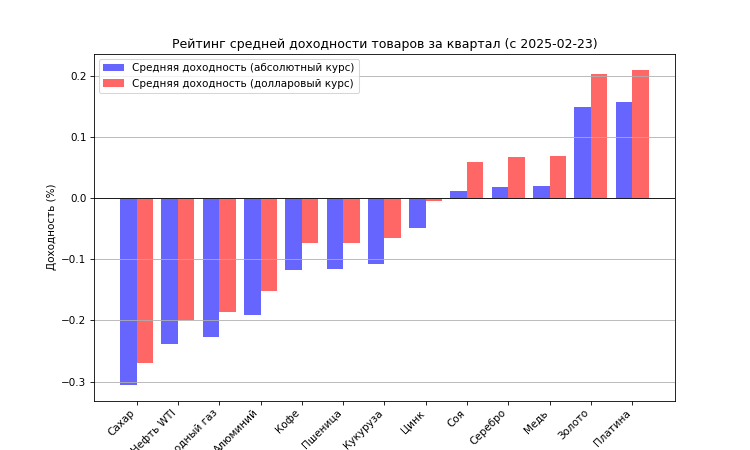 Рейтинг средней доходности товаров за квартал (с 2025-02-23)
Средняя доходность (абсолютный курс)
Средняя доходность (долларовый курс)
Доходность (%)
0.2
0.1
0.0
−0.1
−0.2
−0.3
Сахар
Нефть WTI
одный газ
Алюминий
Кофе
Пшеница
Кукуруза
Цинк
Соя
Серебро
Медь
Золото
Платина